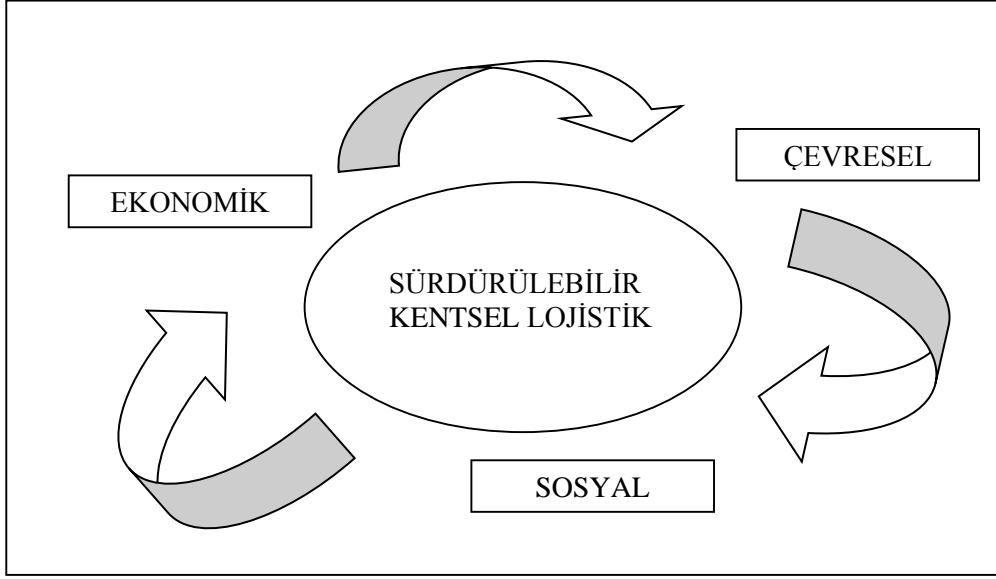 ÇEVRESEL
EKONOMİK
SÜRDÜRÜLEBİLİR
KENTSEL LOJİSTİK
SOSYAL